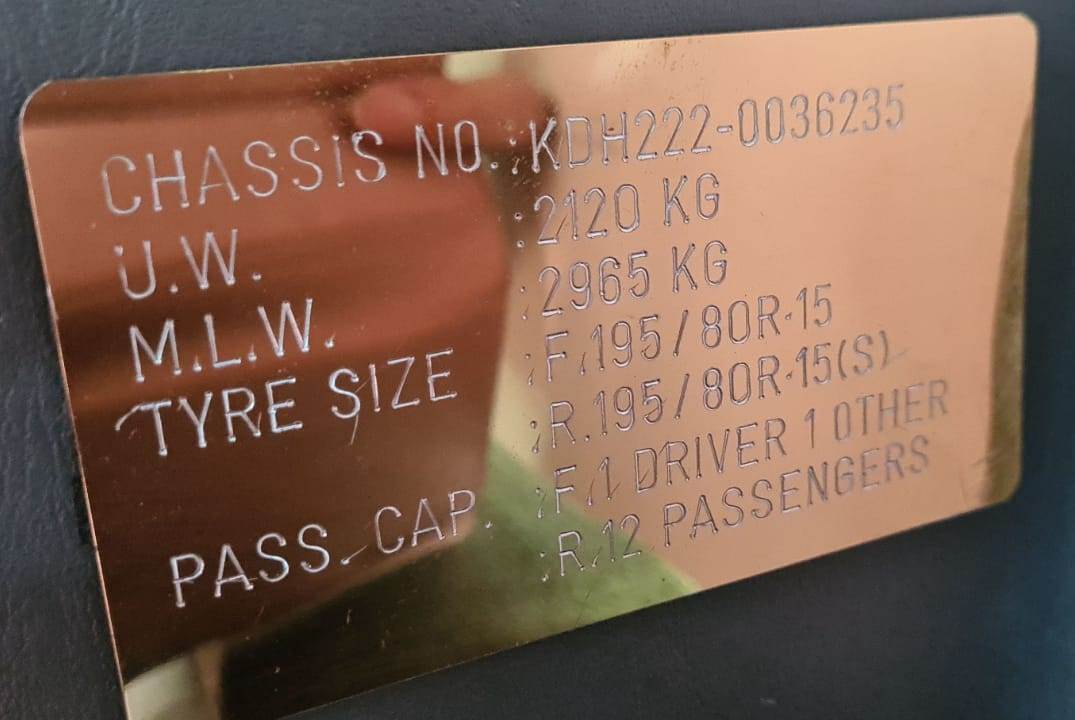 CHASSIS NO. :KDH222-0036235
U.W. :2120 KG
M.L.W. :2965 KG
TYRE SIZE :F.195/80R-15
:R.195/80R-15(S)
PASS. CAP. :F.1 DRIVER 1 OTHER
:R.12 PASSENGERS